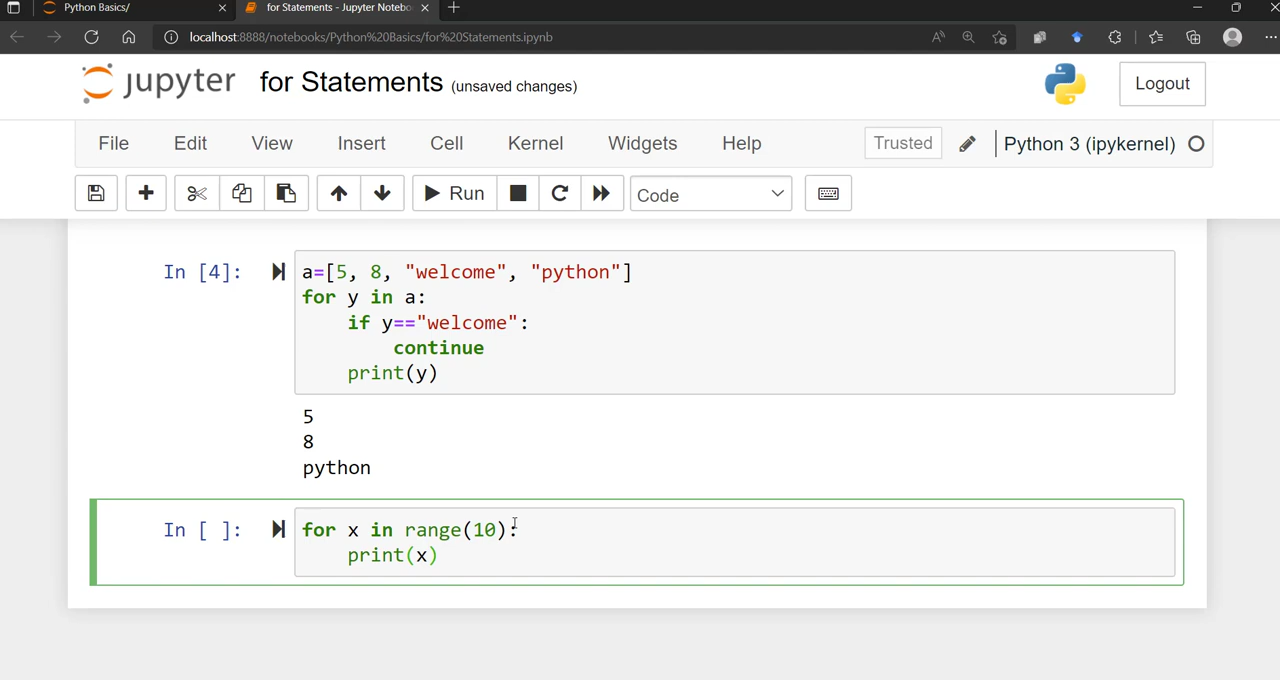 Python Basics/
for Statements - Jupyter Notebo
localhost:8888/notebooks/Python%20Basics/for%20Statements.ipynb
jupyter for Statements (unsaved changes)
Logout
File Edit View Insert Cell Kernel Widgets Help
Trusted
Python 3 (ipykernel)
Run
Code
In [4]:
a=[5, 8, "welcome", "python"]
for y in a:
    if y=="welcome":
        continue
    print(y)
5
8
python
In [ ]:
for x in range(10):
    print(x)